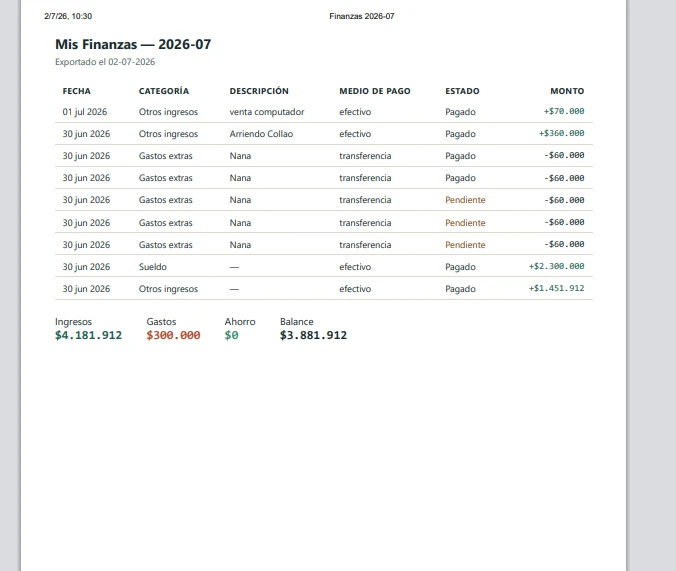 2/7/26, 10:30 Finanzas 2026-07
Mis Finanzas — 2026-07
Exportado el 02-07-2026
FECHA CATEGORÍA DESCRIPCIÓN MEDIO DE PAGO ESTADO MONTO
01 jul 2026 Otros ingresos venta computador efectivo Pagado +$70.000
30 jun 2026 Otros ingresos Arriendo Collao efectivo Pagado +$360.000
30 jun 2026 Gastos extras Nana transferencia Pagado -$60.000
30 jun 2026 Gastos extras Nana transferencia Pagado -$60.000
30 jun 2026 Gastos extras Nana transferencia Pendiente -$60.000
30 jun 2026 Gastos extras Nana transferencia Pendiente -$60.000
30 jun 2026 Gastos extras Nana transferencia Pendiente -$60.000
30 jun 2026 Sueldo — efectivo Pagado +$2.300.000
30 jun 2026 Otros ingresos — efectivo Pagado +$1.451.912
Ingresos Gastos Ahorro Balance
$4.181.912 $300.000 $0 $3.881.912